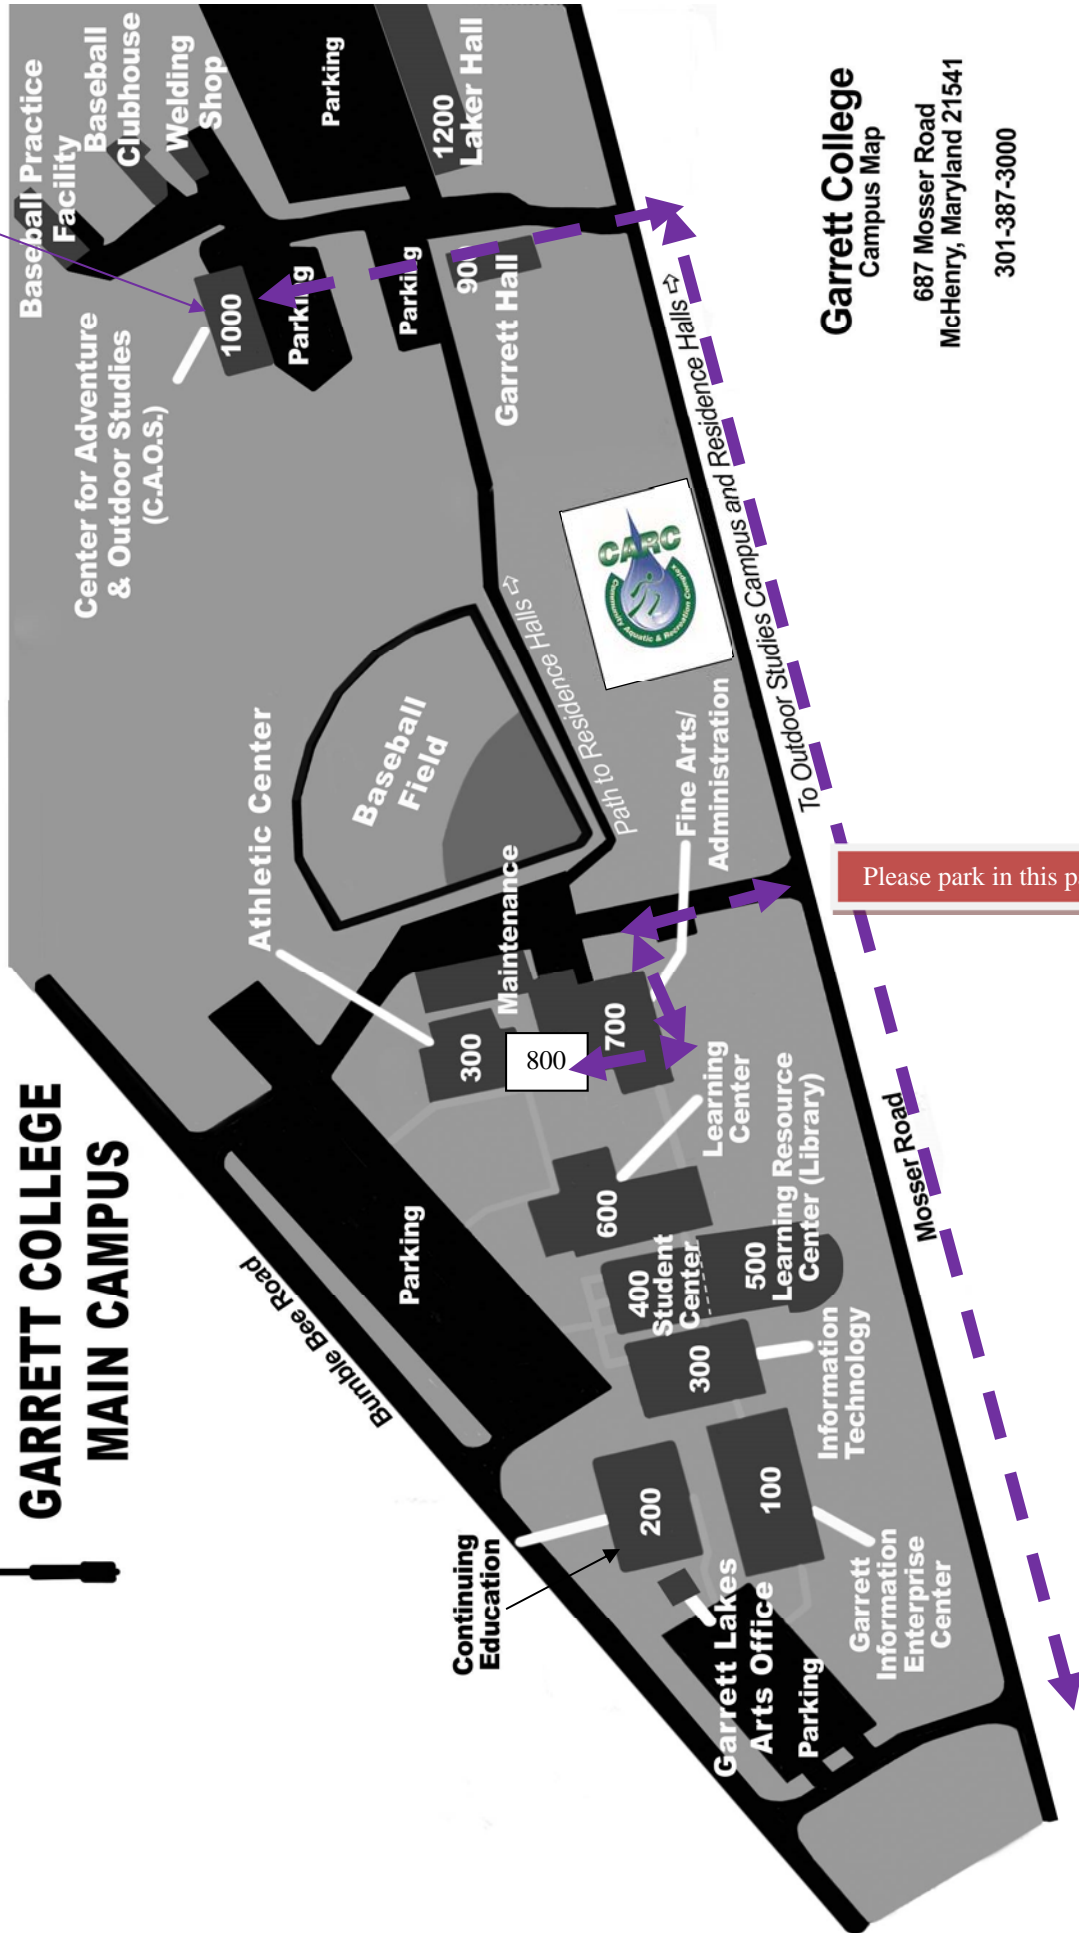 GARRETT COLLEGE
MAIN CAMPUS
Baseball Practice
Facility
Baseball
Clubhouse
Welding
Shop
Parking
1200
Laker Hall
Center for Adventure
& Outdoor Studies
(C.A.O.S.)
1000
Parking
Parking
900
Garrett Hall
CARC
Community Aquatic & Recreation Complex
Path to Residence Halls ⇨
To Outdoor Studies Campus and Residence Halls ⇨
Baseball
Field
Athletic Center
Maintenance
Fine Arts/
Administration
300
800
700
Learning
Center
600
Learning Resource
Center (Library)
500
400
Student
Center
300
Information
Technology
Parking
Bumble Bee Road
Mosser Road
Continuing
Education
200
100
Garrett
Information
Enterprise
Center
Garrett Lakes
Arts Office
Parking
Please park in this p
Garrett College
Campus Map
687 Mosser Road
McHenry, Maryland 21541
301-387-3000